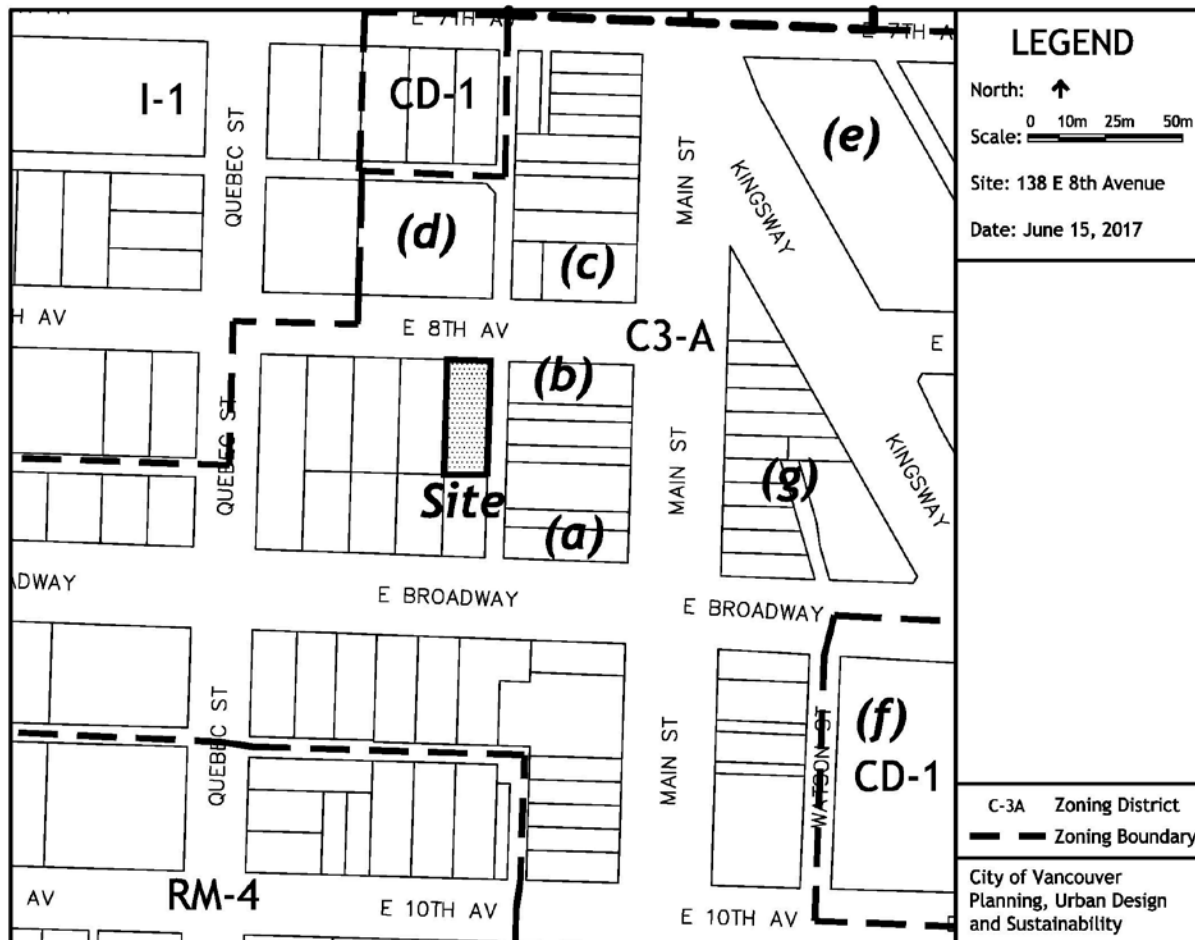 E 7TH AV
E 7TH A
I-1
CD-1
QUEBEC ST
MAIN ST
KINGSWAY
(e)
(d)
(c)
H AV
E 8TH AV
C3-A
E
(b)
QUEBEC ST
MAIN ST
KINGSWAY
(g)
Site
(a)
ADWAY
E BROADWAY
E BROADWAY
QUEBEC ST
MAIN ST
WATSON ST
(f)
CD-1
RM-4
AV
E 10TH AV
E 10TH AV
LEGEND
North:
Scale: 0 10m 25m 50m
Site: 138 E 8th Avenue
Date: June 15, 2017
C-3A Zoning District
Zoning Boundary
City of Vancouver
Planning, Urban Design
and Sustainability